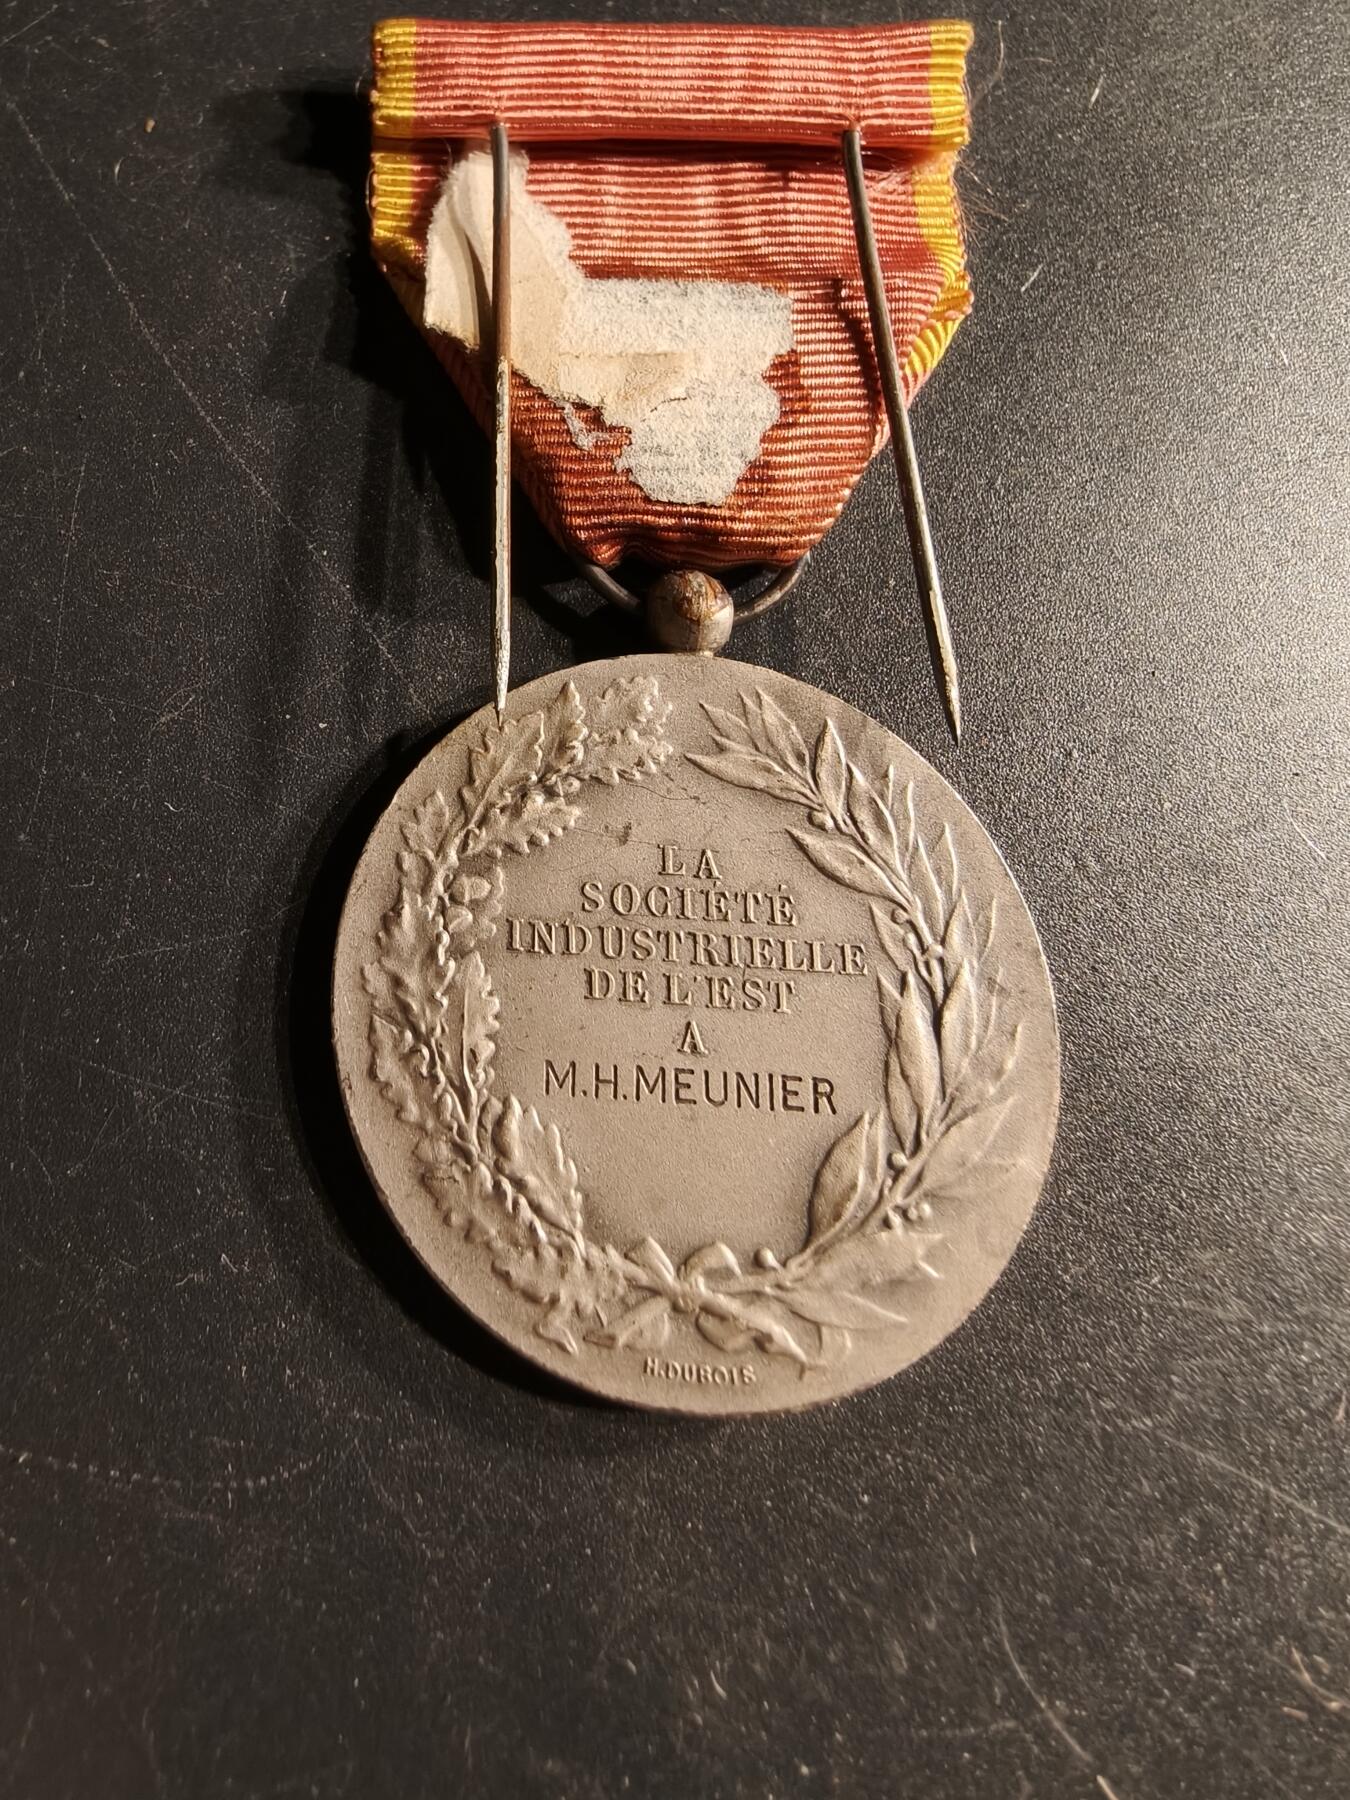 LA
SOCIÉTÉ
INDUSTRIELLE
DE L'EST
A
M.H.MEUNIER
H.DUBOIS